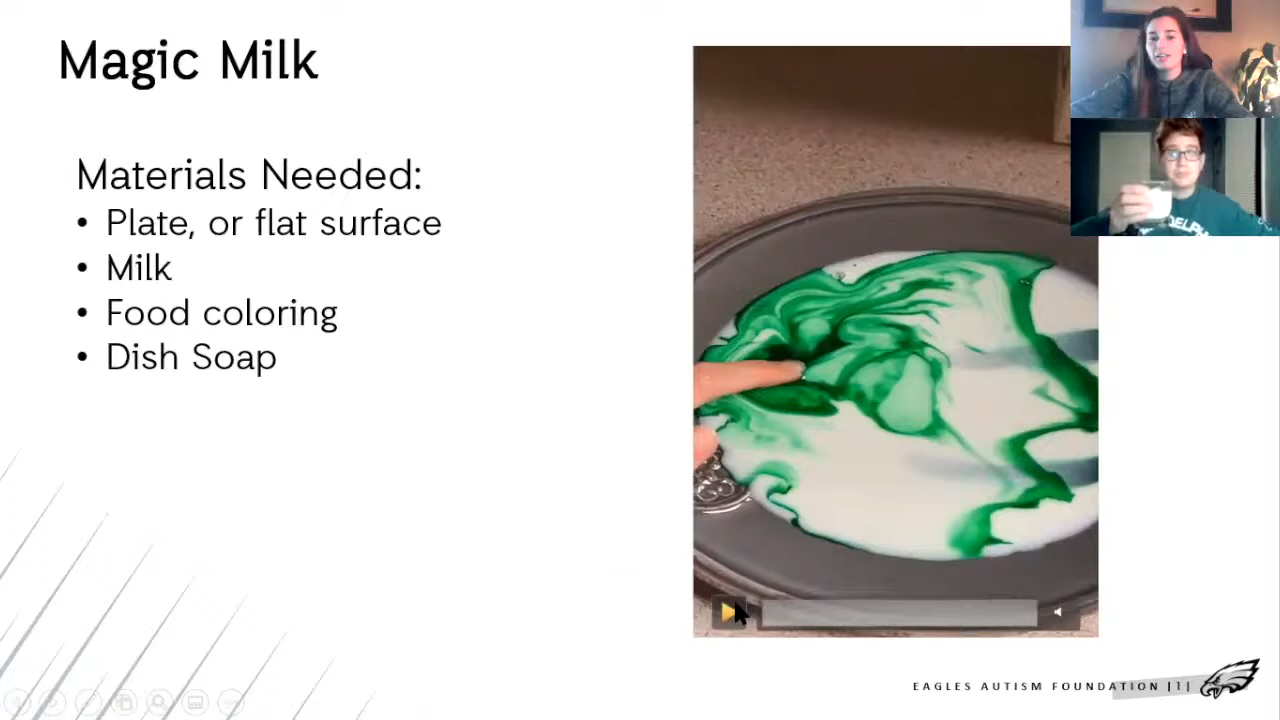 Magic Milk
Materials Needed:
• Plate, or flat surface
• Milk
• Food coloring
• Dish Soap
EAGLES AUTISM FOUNDATION |1|